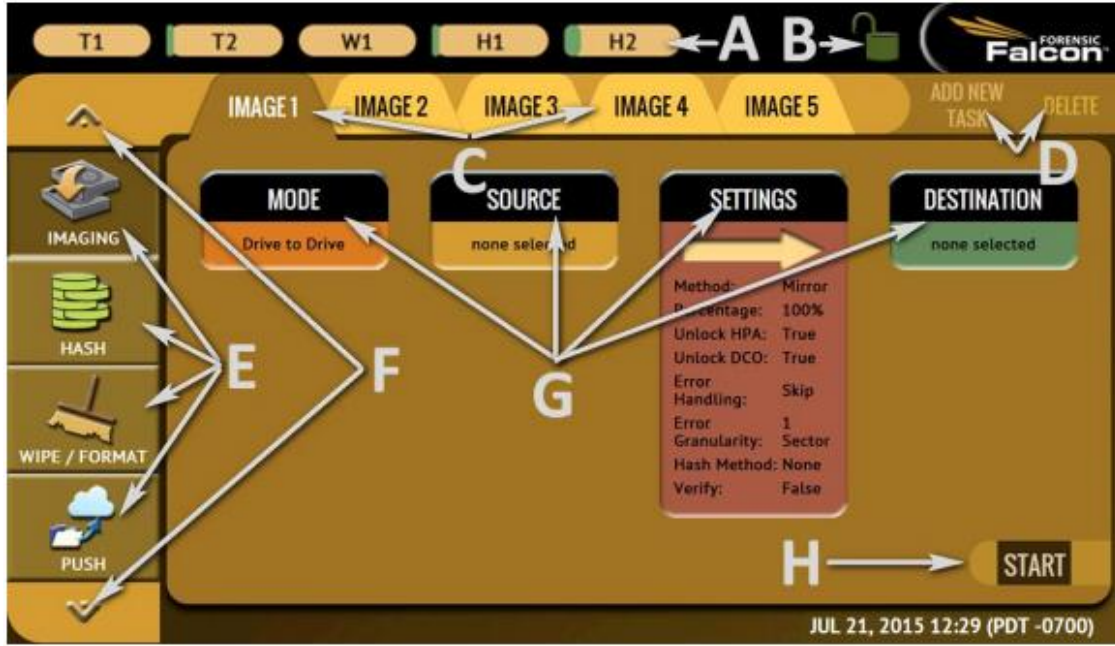 T1 T2 W1 H1 H2 A B FORENSIC Falcon
IMAGE 1 IMAGE 2 IMAGE 3 IMAGE 4 IMAGE 5 ADD NEW TASK DELETE
C D
MODE
Drive to Drive
SOURCE
none selected
SETTINGS
Method: Mirror
Percentage: 100%
Unlock HPA: True
Unlock DCO: True
Error Handling: Skip
Error Granularity: 1 Sector
Hash Method: None
Verify: False
DESTINATION
none selected
IMAGING
HASH
WIPE / FORMAT
PUSH
E F G
H START
JUL 21, 2015 12:29 (PDT -0700)